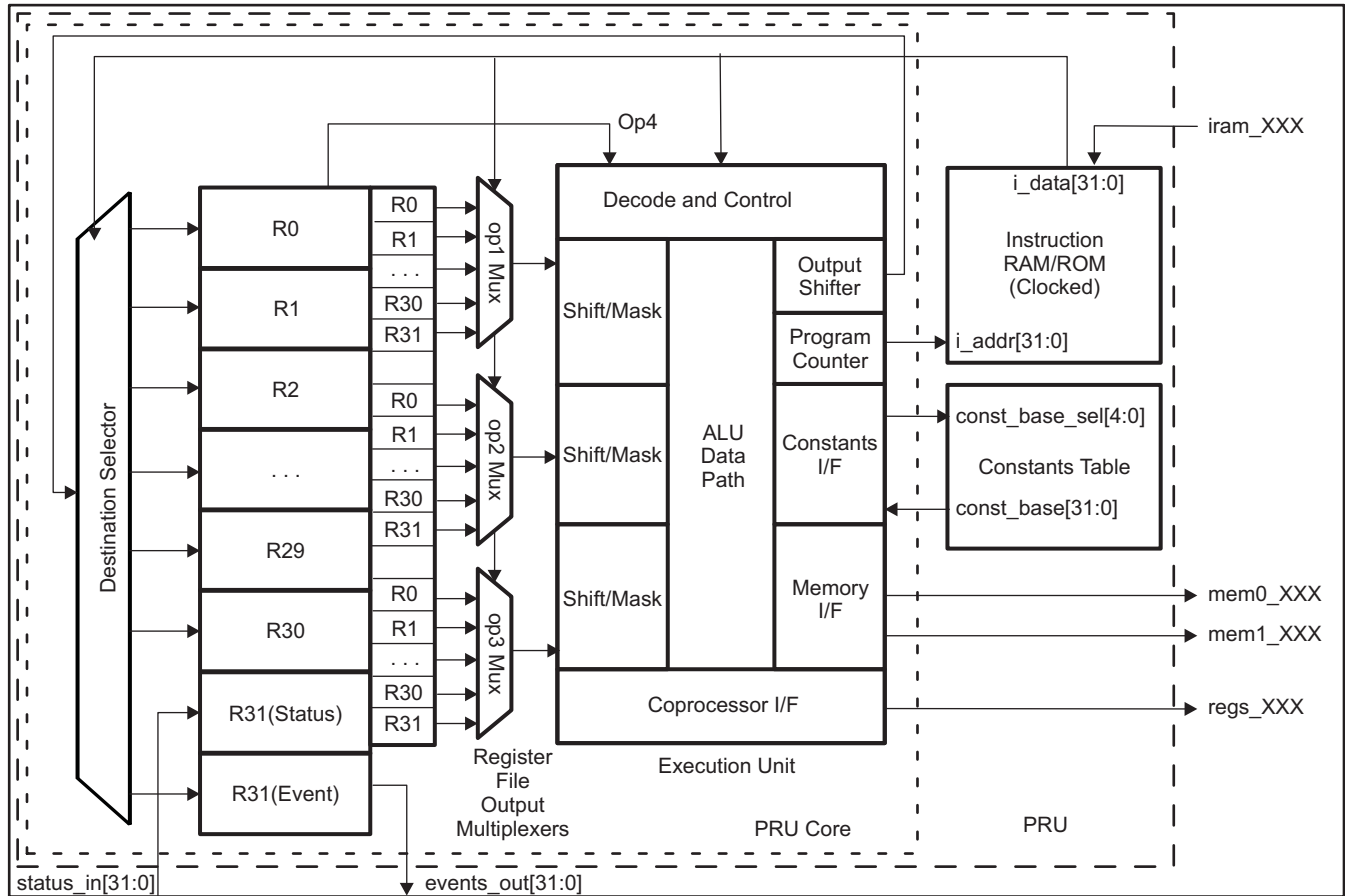 Op4
iram_XXX
Destination Selector
R0
R1
R2
. . .
R29
R30
R31(Status)
R31(Event)
R0
R1
. . .
R30
R31
R0
R1
. . .
R30
R31
R0
R1
. . .
R30
R31
op1 Mux
op2 Mux
op3 Mux
Register
File
Output
Multiplexers
Decode and Control
Shift/Mask
Shift/Mask
Shift/Mask
ALU
Data
Path
Output
Shifter
Program
Counter
Constants
I/F
Memory
I/F
Coprocessor I/F
Execution Unit
i_data[31:0]
Instruction
RAM/ROM
(Clocked)
i_addr[31:0]
const_base_sel[4:0]
Constants Table
const_base[31:0]
mem0_XXX
mem1_XXX
regs_XXX
PRU Core
PRU
status_in[31:0]
events_out[31:0]